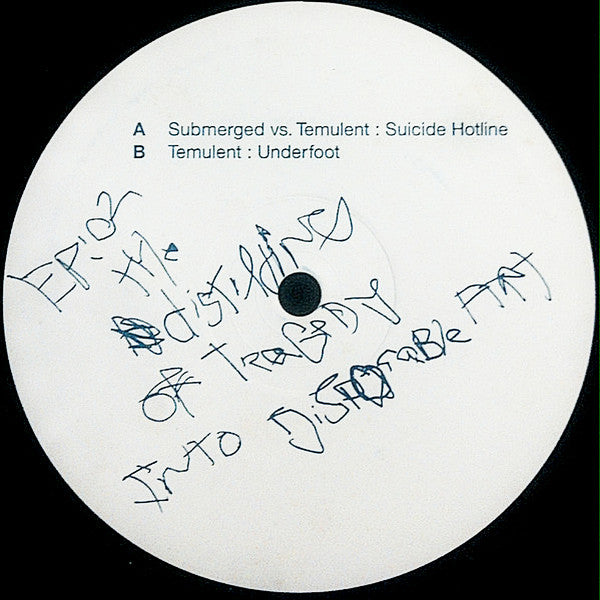 A Submerged vs. Temulent : Suicide Hotline
B Temulent : Underfoot
EP:02
the
distilling
of TRAGEDY
INTO DISPOSABLE ART